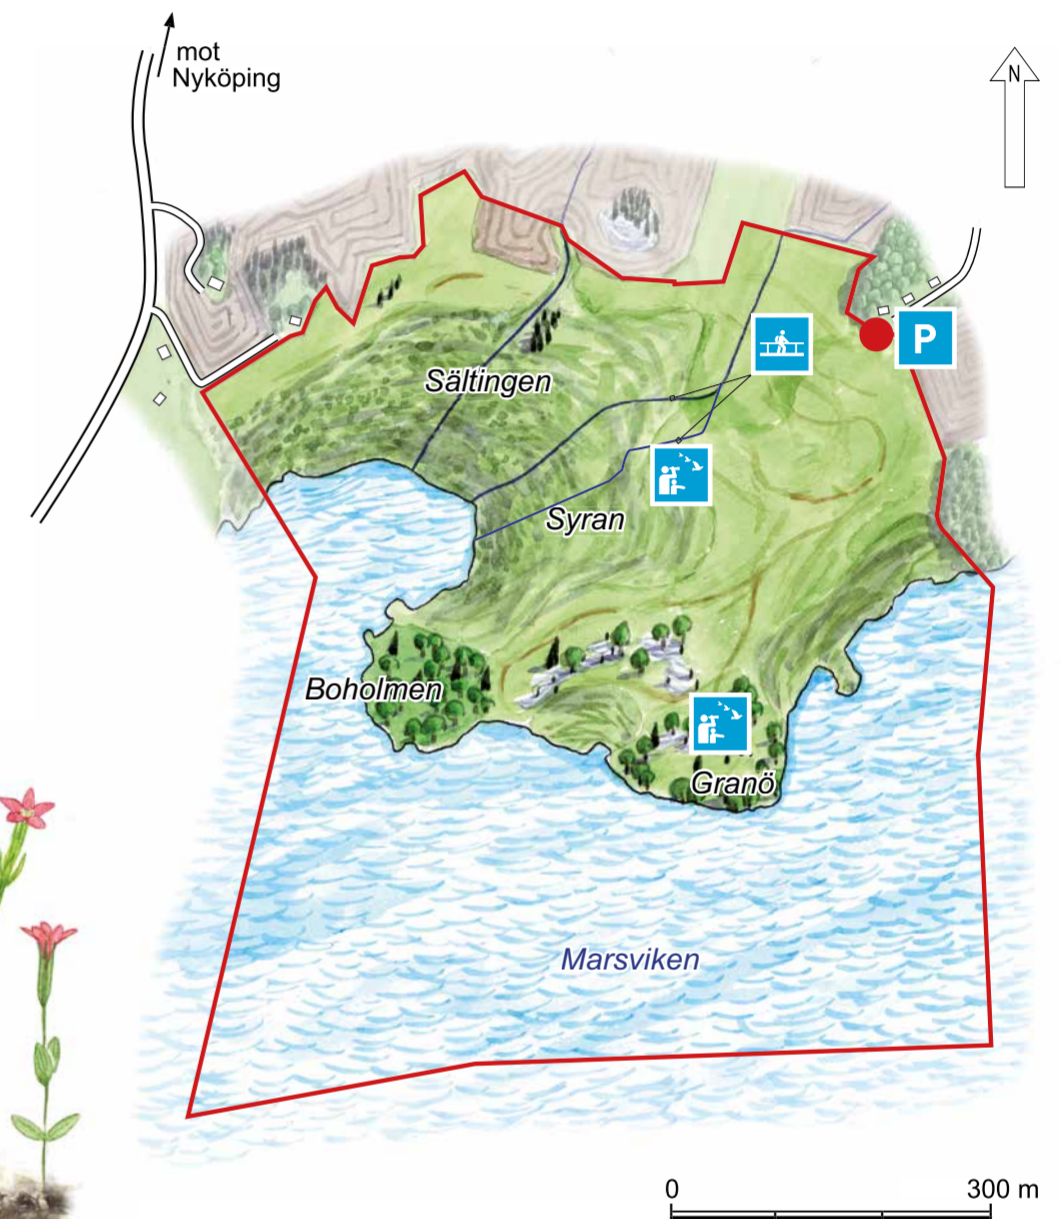 mot
Nyköping
N
P
Sältingen
Syran
Boholmen
Granö
Marsviken
0 300 m